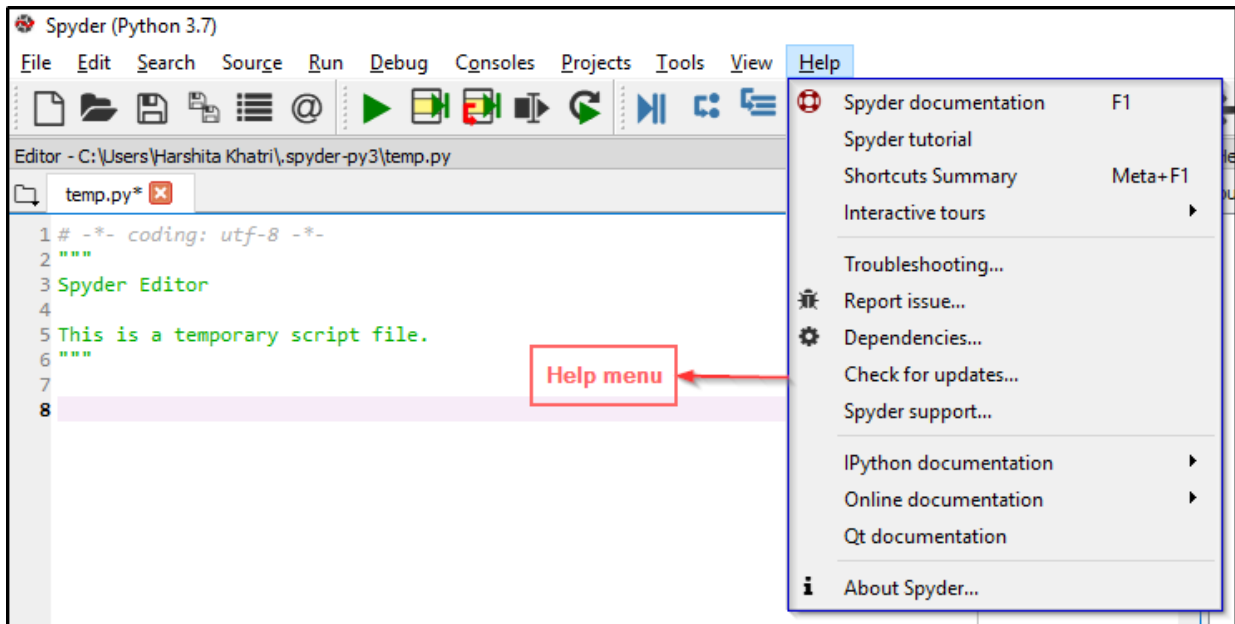 Spyder (Python 3.7)
File Edit Search Source Run Debug Consoles Projects Tools View Help
Editor - C:\Users\Harshita Khatri\.spyder-py3\temp.py
temp.py*
1 # -*- coding: utf-8 -*-
2 """
3 Spyder Editor
4
5 This is a temporary script file.
6 """
7
8
Help menu
Spyder documentation F1
Spyder tutorial
Shortcuts Summary Meta+F1
Interactive tours
Troubleshooting...
Report issue...
Dependencies...
Check for updates...
Spyder support...
IPython documentation
Online documentation
Qt documentation
About Spyder...